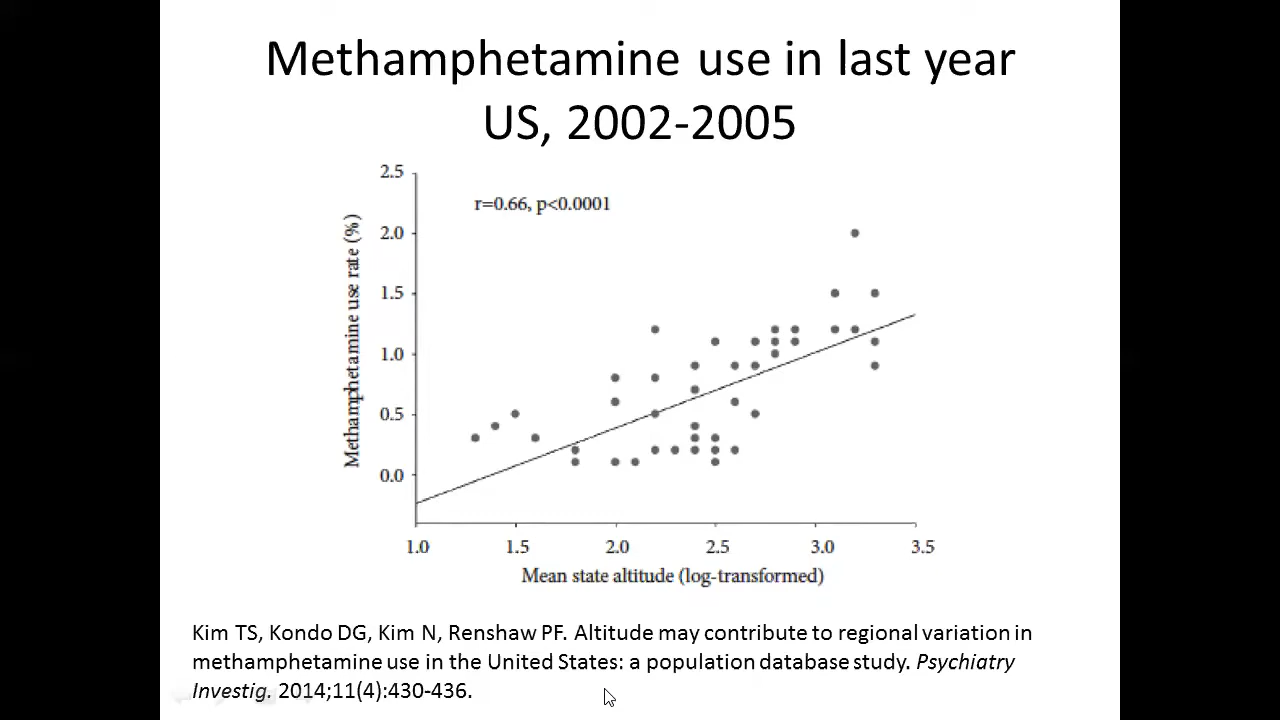 Methamphetamine use in last year
US, 2002-2005
2.5
r=0.66, p<0.0001
2.0
1.5
1.0
0.5
0.0
Methamphetamine use rate (%)
1.0 1.5 2.0 2.5 3.0 3.5
Mean state altitude (log-transformed)
Kim TS, Kondo DG, Kim N, Renshaw PF. Altitude may contribute to regional variation in
methamphetamine use in the United States: a population database study. Psychiatry
Investig. 2014;11(4):430-436.